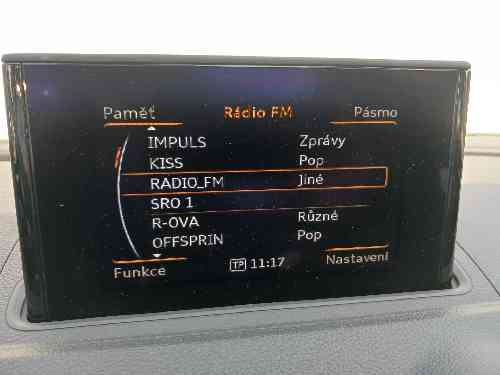 Paměť Rádio FM Pásmo
IMPULS Zprávy
KISS Pop
RADIO_FM Jiné
SRO 1
R-OVA Různé
OFFSPRIN Pop
Funkce TP 11:17 Nastavení